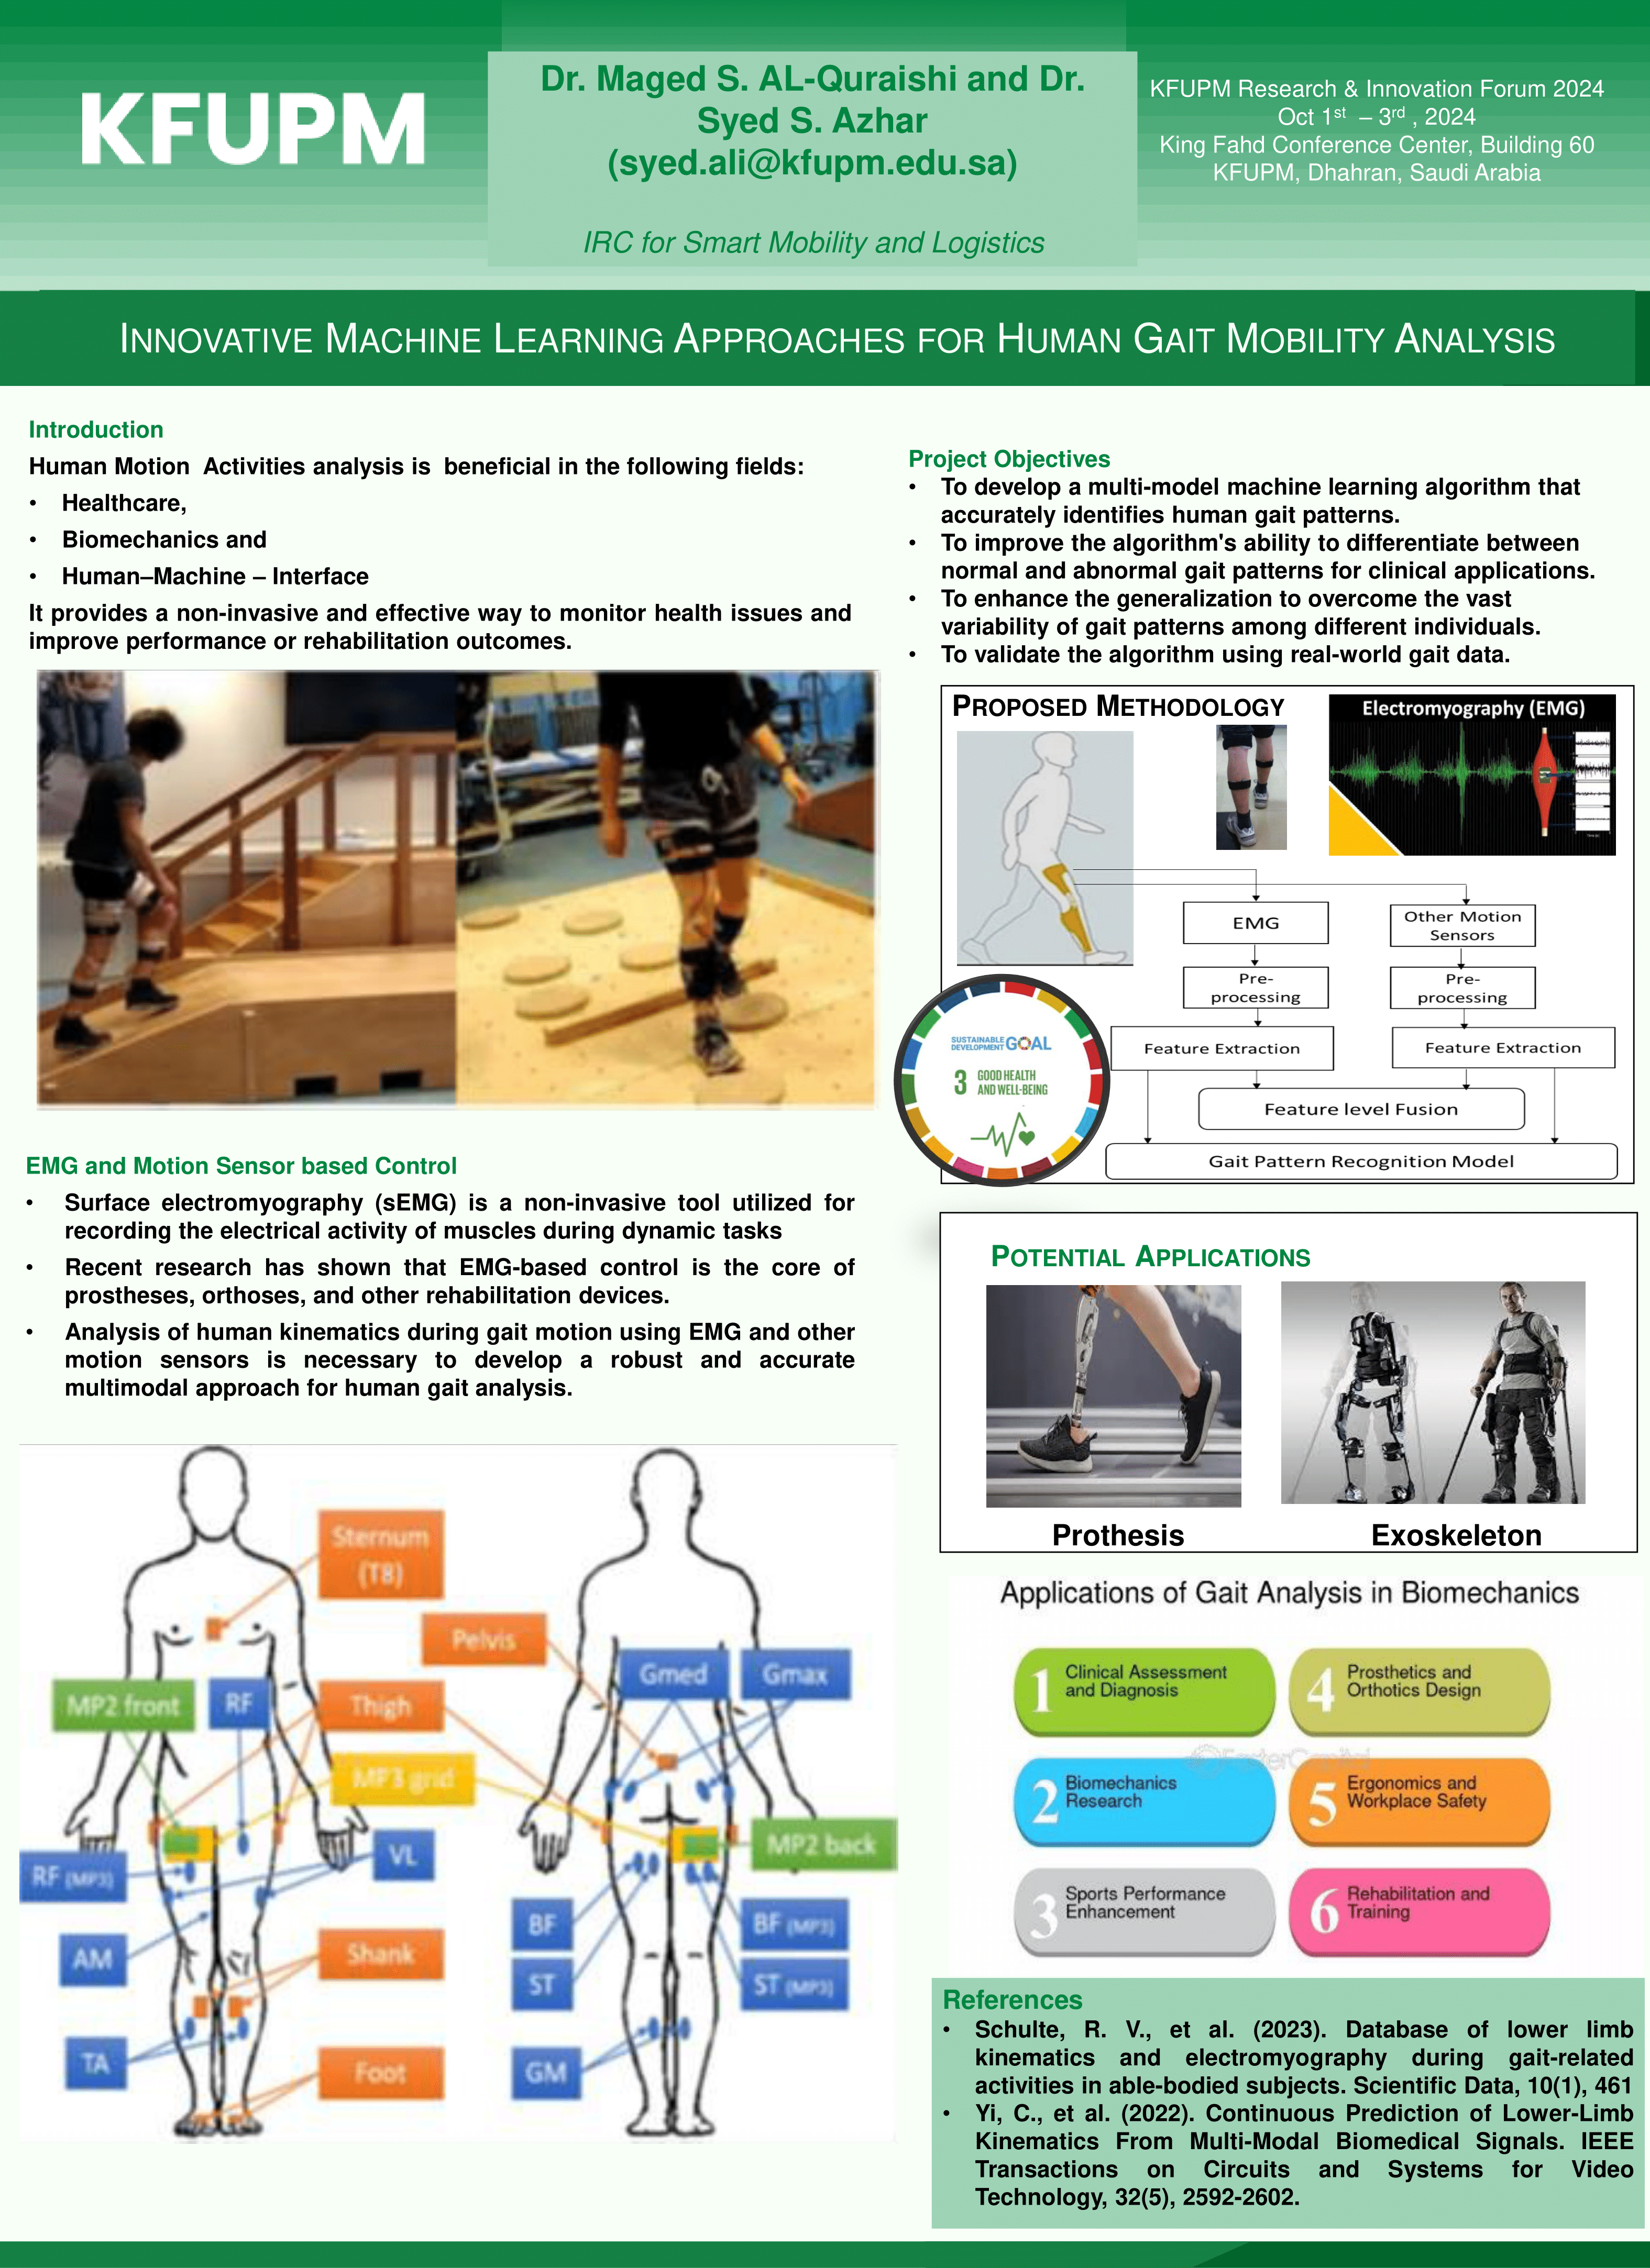 KFUPM
Dr. Maged S. AL-Quraishi and Dr.
Syed S. Azhar
(syed.ali@kfupm.edu.sa)
IRC for Smart Mobility and Logistics
KFUPM Research & Innovation Forum 2024
Oct 1st – 3rd , 2024
King Fahd Conference Center, Building 60
KFUPM, Dhahran, Saudi Arabia
INNOVATIVE MACHINE LEARNING APPROACHES FOR HUMAN GAIT MOBILITY ANALYSIS
Introduction
Human Motion Activities analysis is beneficial in the following fields:
• Healthcare,
• Biomechanics and
• Human–Machine – Interface
It provides a non-invasive and effective way to monitor health issues and
improve performance or rehabilitation outcomes.
EMG and Motion Sensor based Control
• Surface electromyography (sEMG) is a non-invasive tool utilized for
recording the electrical activity of muscles during dynamic tasks
• Recent research has shown that EMG-based control is the core of
prostheses, orthoses, and other rehabilitation devices.
• Analysis of human kinematics during gait motion using EMG and other
motion sensors is necessary to develop a robust and accurate
multimodal approach for human gait analysis.
Sternum
(T8)
Pelvis
Gmed
Gmax
MP2 front
RF
Thigh
MP3 grid
MP2 back
VL
RF (MP3)
BF
BF (MP3)
AM
Shank
ST
ST (MP3)
TA
Foot
GM
Project Objectives
• To develop a multi-model machine learning algorithm that
accurately identifies human gait patterns.
• To improve the algorithm's ability to differentiate between
normal and abnormal gait patterns for clinical applications.
• To enhance the generalization to overcome the vast
variability of gait patterns among different individuals.
• To validate the algorithm using real-world gait data.
PROPOSED METHODOLOGY
Electromyography (EMG)
EMG
Other Motion
Sensors
Pre-
processing
Pre-
processing
Feature Extraction
Feature Extraction
Feature level Fusion
Gait Pattern Recognition Model
SUSTAINABLE
DEVELOPMENT GOAL
3 GOOD HEALTH
AND WELL-BEING
POTENTIAL APPLICATIONS
Prothesis
Exoskeleton
Applications of Gait Analysis in Biomechanics
1 Clinical Assessment
and Diagnosis
2 Biomechanics
Research
3 Sports Performance
Enhancement
4 Prosthetics and
Orthotics Design
5 Ergonomics and
Workplace Safety
6 Rehabilitation and
Training
FasterCapital
References
• Schulte, R. V., et al. (2023). Database of lower limb
kinematics and electromyography during gait-related
activities in able-bodied subjects. Scientific Data, 10(1), 461
• Yi, C., et al. (2022). Continuous Prediction of Lower-Limb
Kinematics From Multi-Modal Biomedical Signals. IEEE
Transactions on Circuits and Systems for Video
Technology, 32(5), 2592-2602.